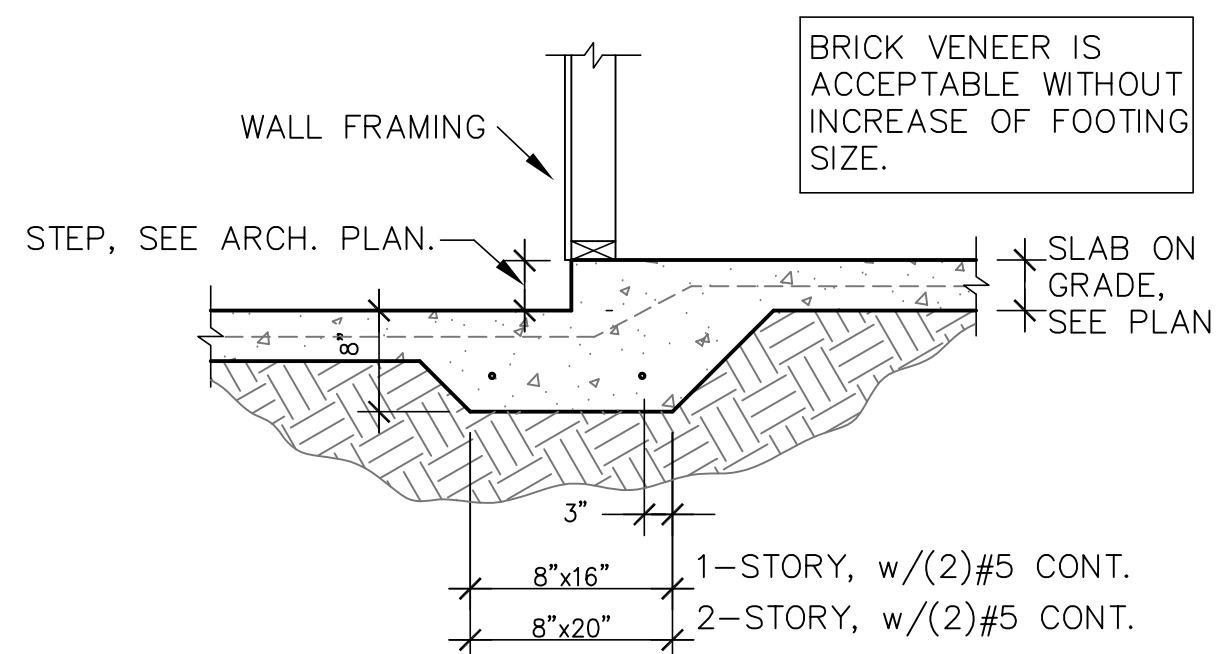 BRICK VENEER IS
ACCEPTABLE WITHOUT
INCREASE OF FOOTING
SIZE.
WALL FRAMING
STEP, SEE ARCH. PLAN.
SLAB ON
GRADE,
SEE PLAN
8"
3"
8"x16" 1-STORY, w/(2)#5 CONT.
8"x20" 2-STORY, w/(2)#5 CONT.